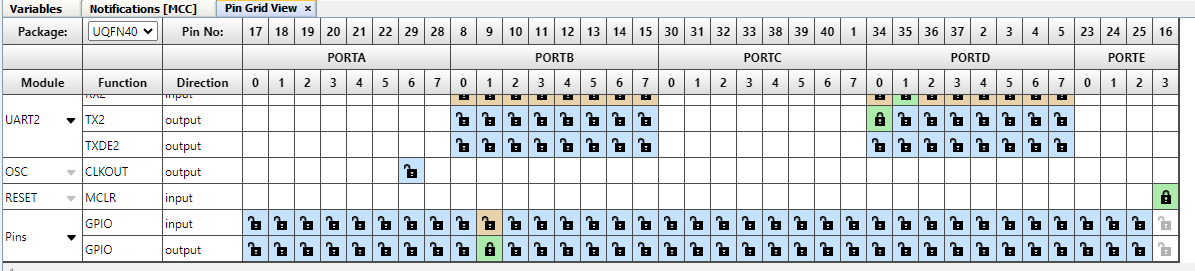 Variables Notifications [MCC] Pin Grid View ×
Package: UQFN40 Pin No: 17 18 19 20 21 22 29 28 8 9 10 11 12 13 14 15 30 31 32 33 38 39 40 1 34 35 36 37 2 3 4 5 23 24 25 16
PORTA PORTB PORTC PORTD PORTE
Module Function Direction 0 1 2 3 4 5 6 7 0 1 2 3 4 5 6 7 0 1 2 3 4 5 6 7 0 1 2 3 4 5 6 7 0 1 2 3
RX2 input
UART2 TX2 output
TXDE2 output
OSC CLKOUT output
RESET MCLR input
Pins GPIO input
GPIO output